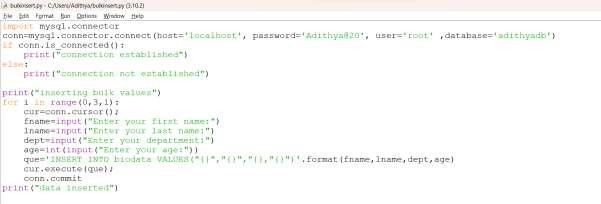 bulkinsert.py - C:/Users/Adithya/bulkinsert.py (3.10.2)
File Edit Format Run Options Window Help
import mysql.connector
conn=mysql.connector.connect(host='localhost', password='Adithya@20', user='root' ,database='adithyadb')
if conn.is_connected():
    print("connection established")
else:
    print("connection not established")

print("inserting bulk values")
for i in range(0,3,1):
    cur=conn.cursor();
    fname=input("Enter your first name:")
    lname=input("Enter your last name:")
    dept=input("Enter your department:")
    age=int(input("Enter your age:"))
    que='INSERT INTO biodata VALUES("{}","{}","{},"{}")'.format(fname,lname,dept,age)
    cur.execute(que);
    conn.commit
print("data inserted")